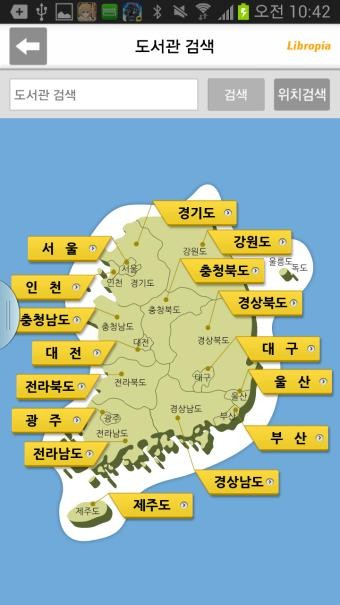 오전 10:42
도서관 검색
Libropia
도서관 검색
검색
위치검색
경기도
서 울
강원도
강원도
울릉도
독도
서울
인천
경기도
충청북도
인 천
충청북도
경상북도
충청남도
충청남도
대전
경상북도
대 전
대 구
전라북도
전라북도
대구
울 산
울산
광 주
광주
경상남도
부산
전라남도
전라남도
부 산
경상남도
제주도
제주도